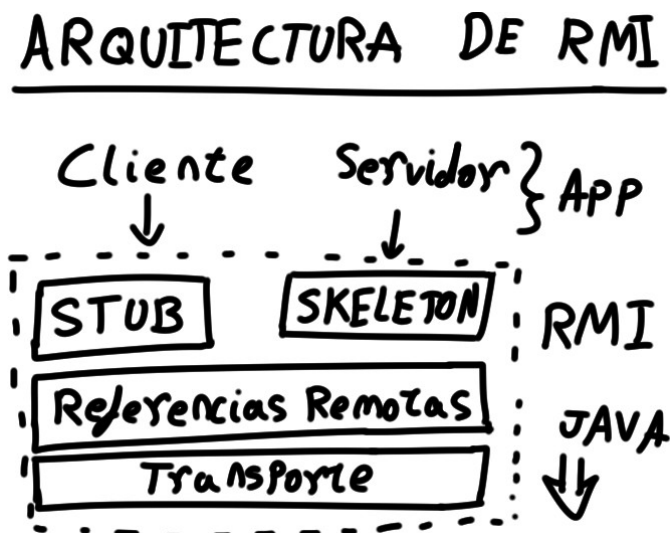 ARQUITECTURA DE RMI
Cliente Servidor } APP
STUB SKELETON RMI
Referencias Remotas JAVA
Transporte